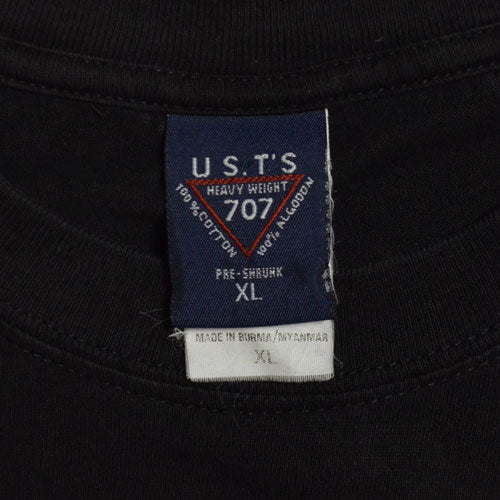 U S.T'S
HEAVY WEIGHT
707
100% COTTON
100% ALGODON
PRE-SHRUNK
XL
MADE IN BURMA/MYANMAR
XL